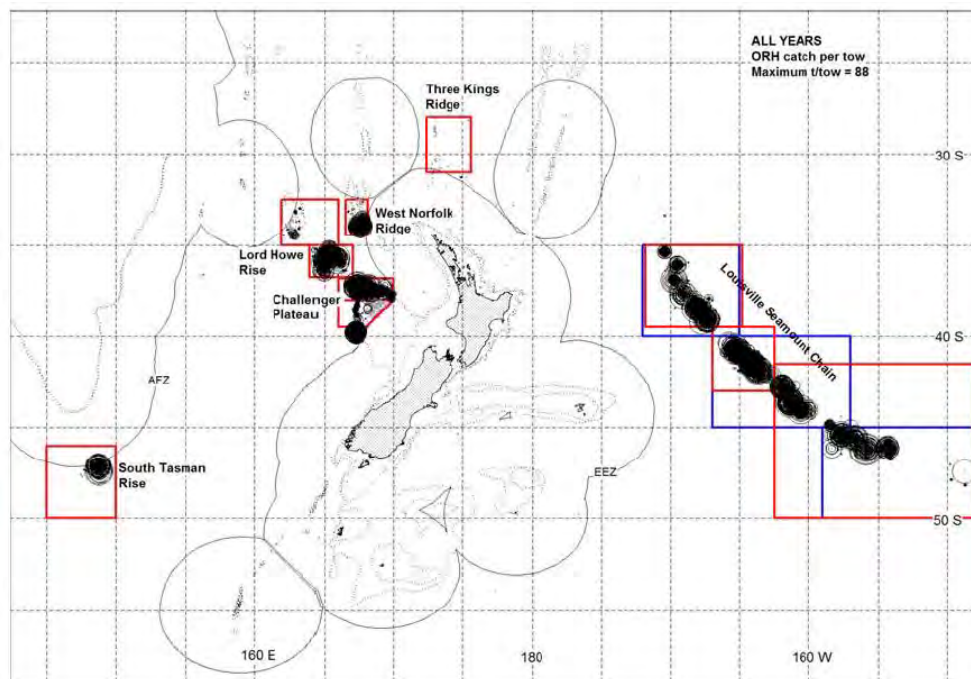 ALL YEARS
ORH catch per tow
Maximum t/tow = 88
Three Kings
Ridge
30 S
West Norfolk
Ridge
Lord Howe
Rise
Louisville Seamount Chain
Challenger
Plateau
40 S
AFZ
South Tasman
Rise
EEZ
50 S
160 E
180
160 W